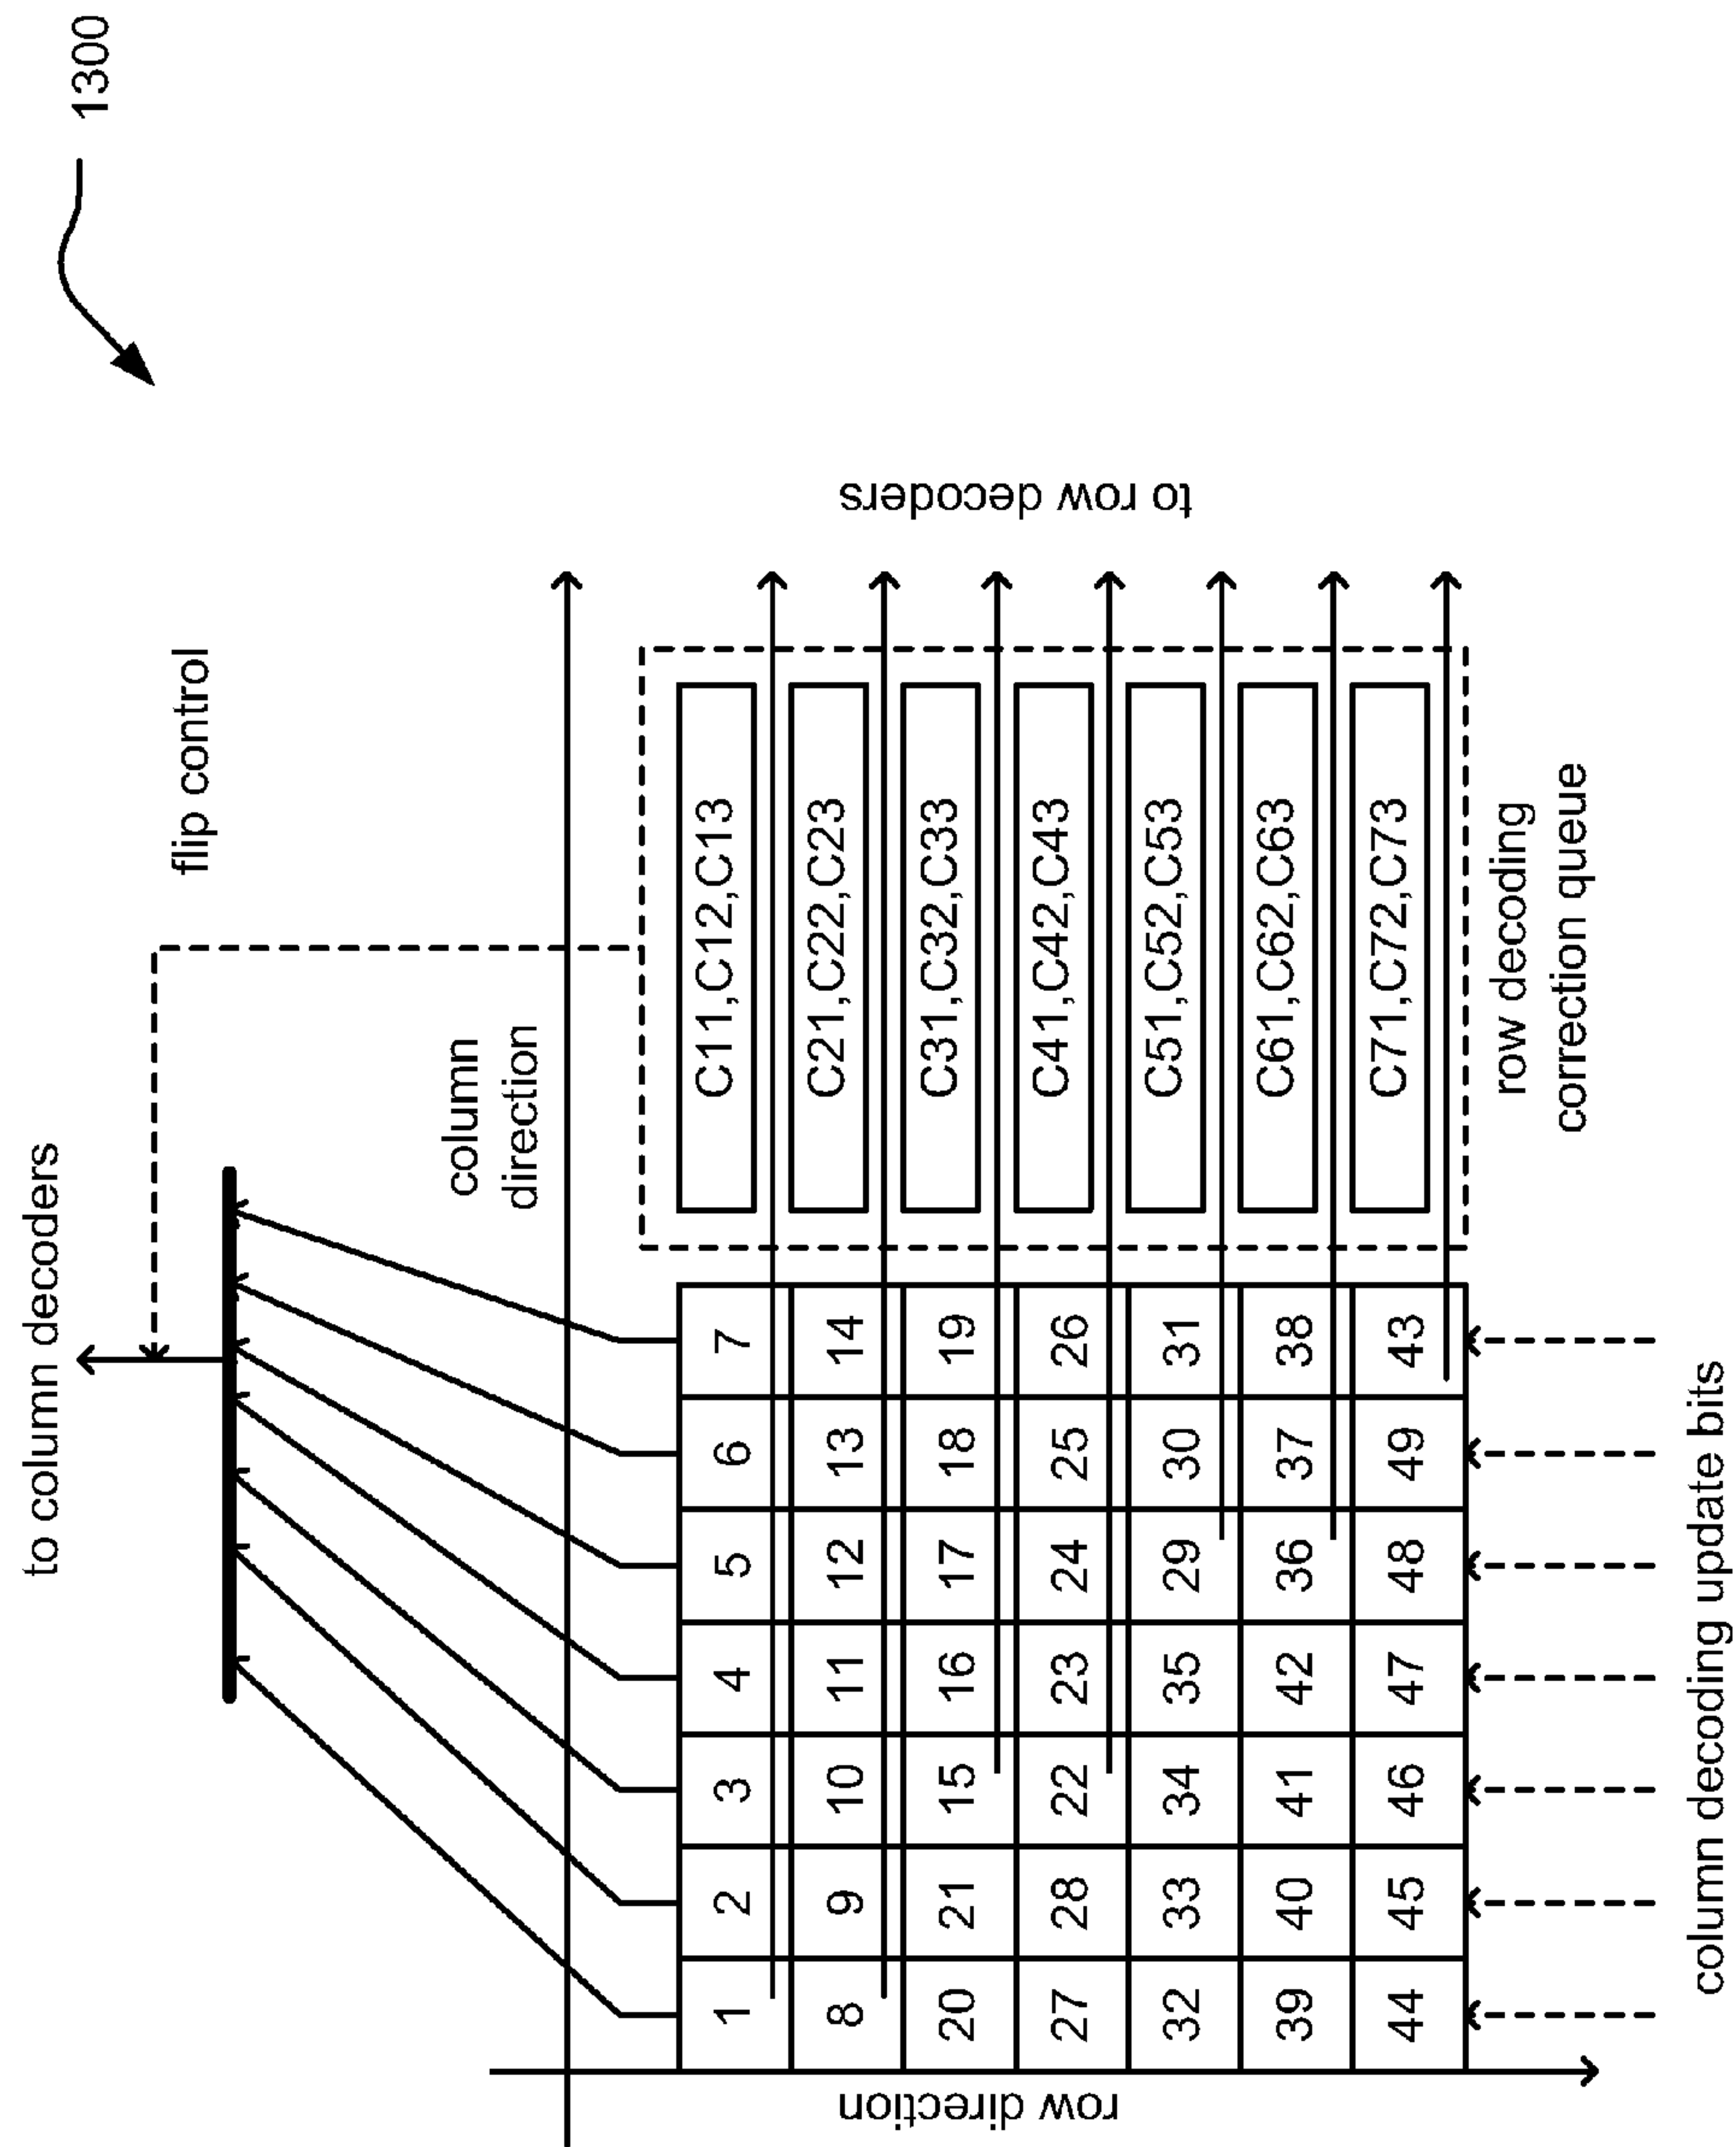 to column decoders
1300
flip control
column
direction
row direction
1 2 3 4 5 6 7 C11,C12,C13
8 9 10 11 12 13 14 C21,C22,C23
20 21 15 16 17 18 19 C31,C32,C33
27 28 22 23 24 25 26 C41,C42,C43
32 33 34 35 29 30 31 C51,C52,C53
39 40 41 42 36 37 38 C61,C62,C63
44 45 46 47 48 49 43 C71,C72,C73
to row decoders
row decoding
correction queue
column decoding update bits